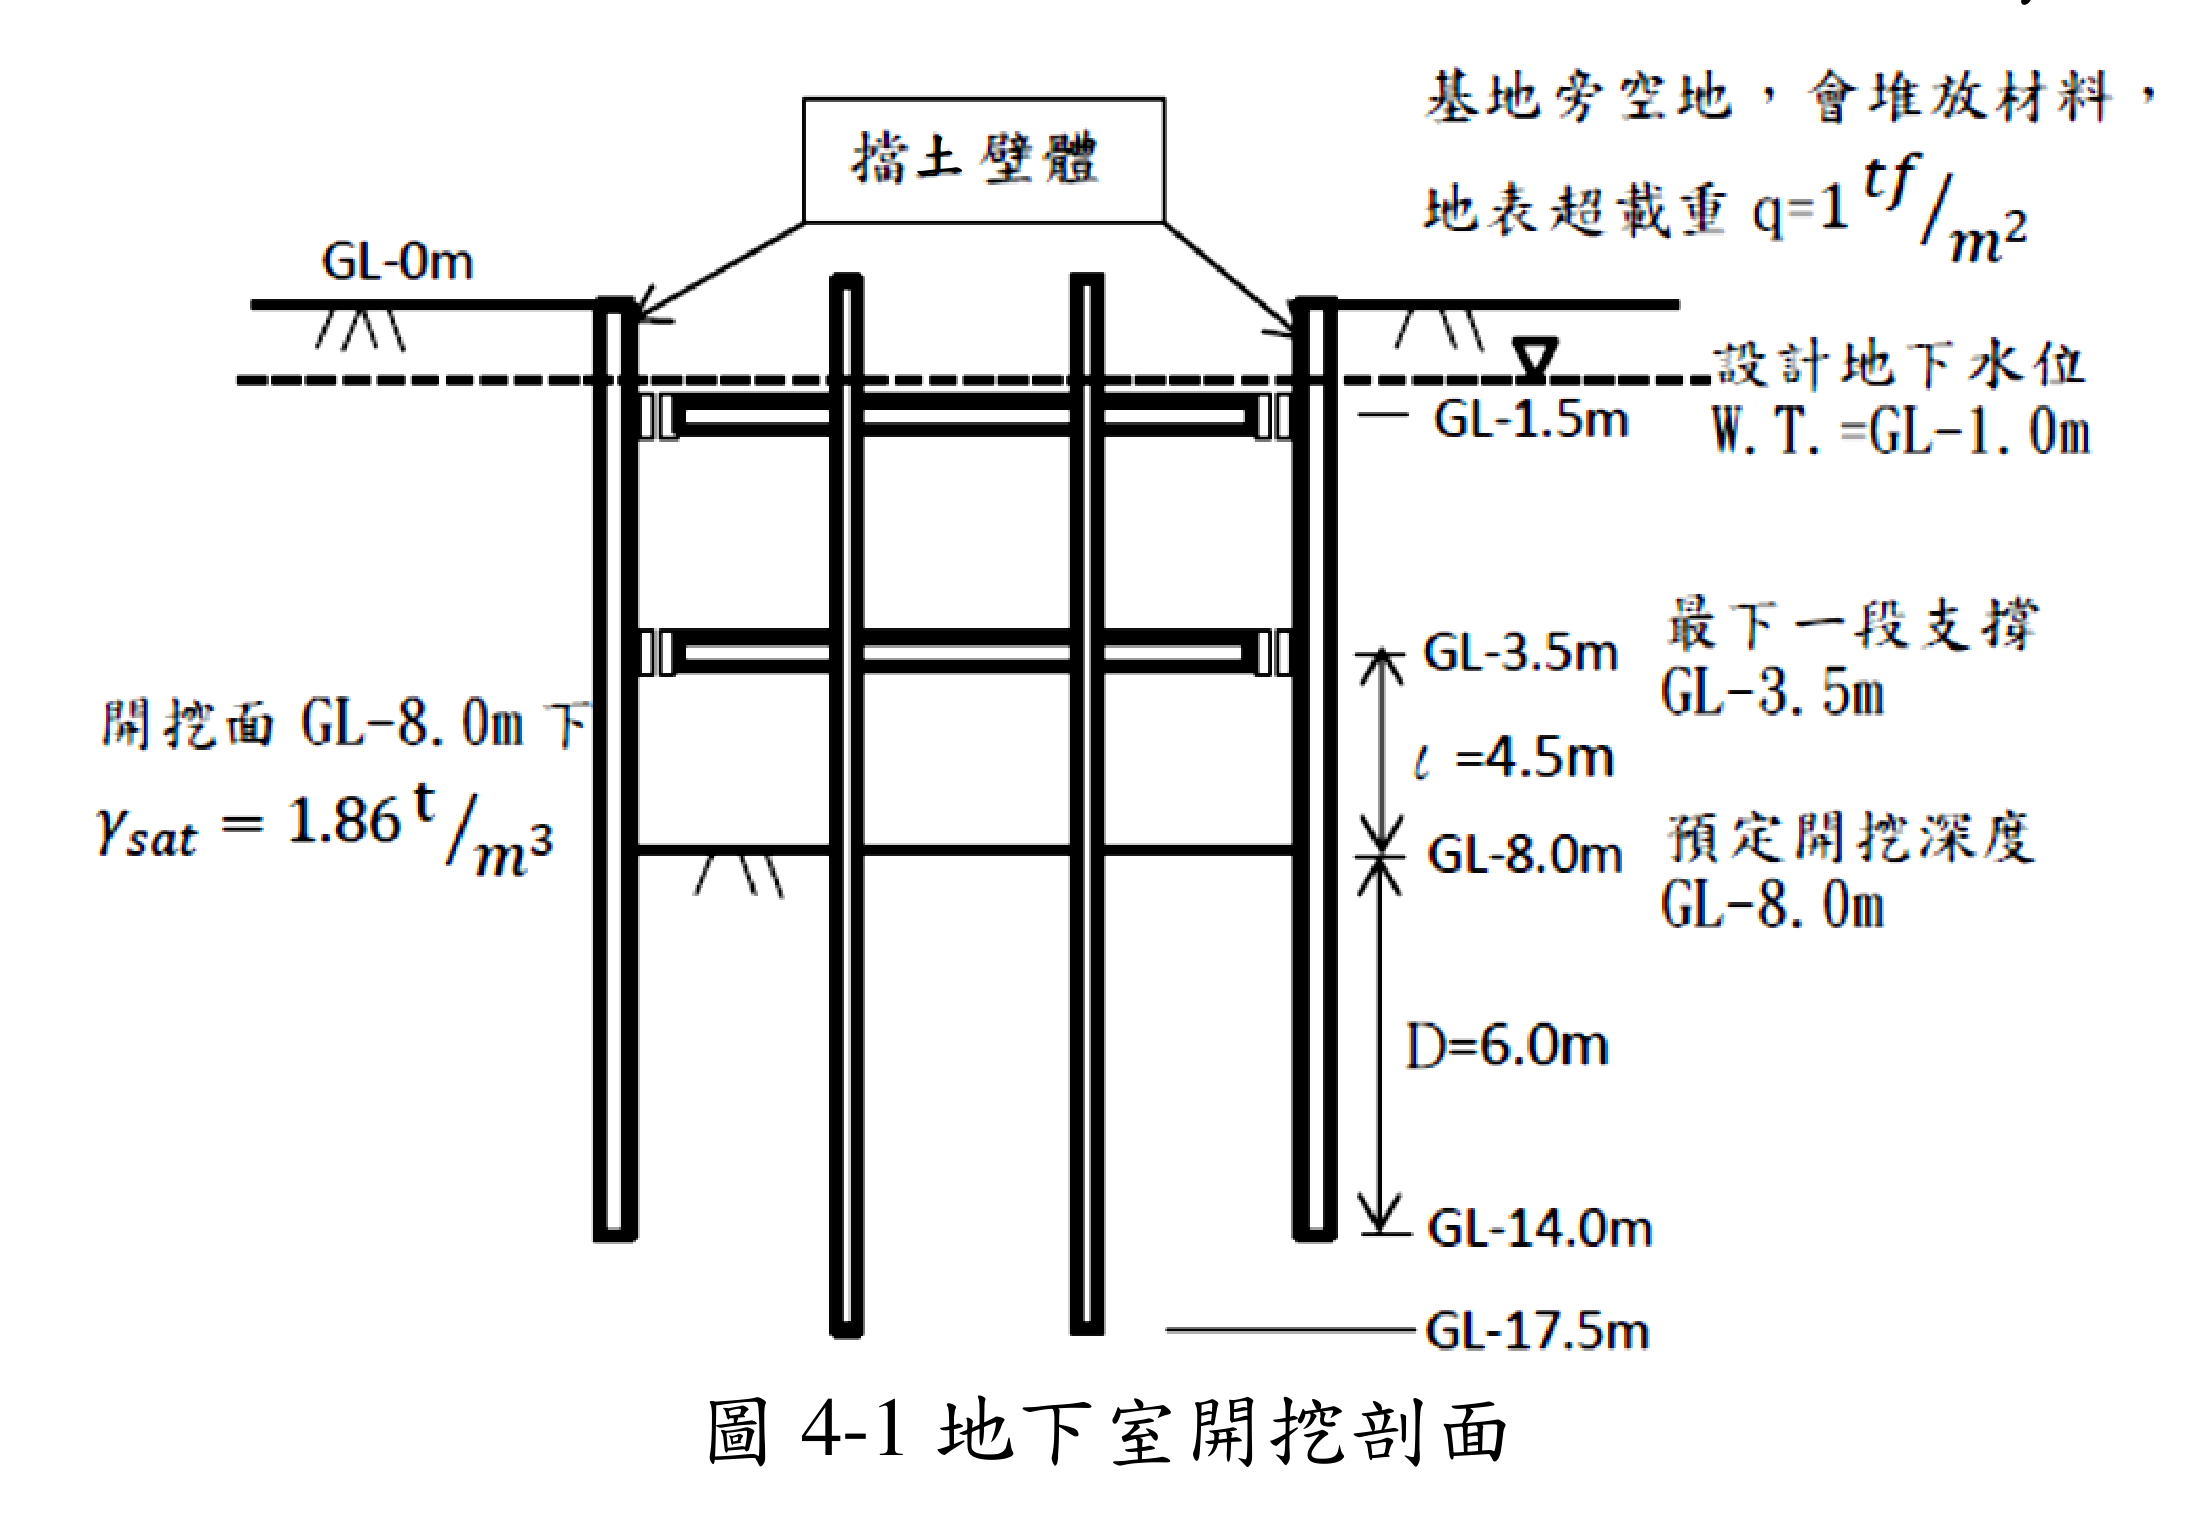 基地旁空地，會堆放材料，
地表超載重 q=1 tf/m²
擋土壁體
GL-0m
設計地下水位
W.T.=GL-1.0m
GL-1.5m
最下一段支撐
GL-3.5m
GL-3.5m
開挖面 GL-8.0m 下
γsat = 1.86 t/m³
ℓ =4.5m
預定開挖深度
GL-8.0m
GL-8.0m
D=6.0m
GL-14.0m
GL-17.5m
圖 4-1 地下室開挖剖面